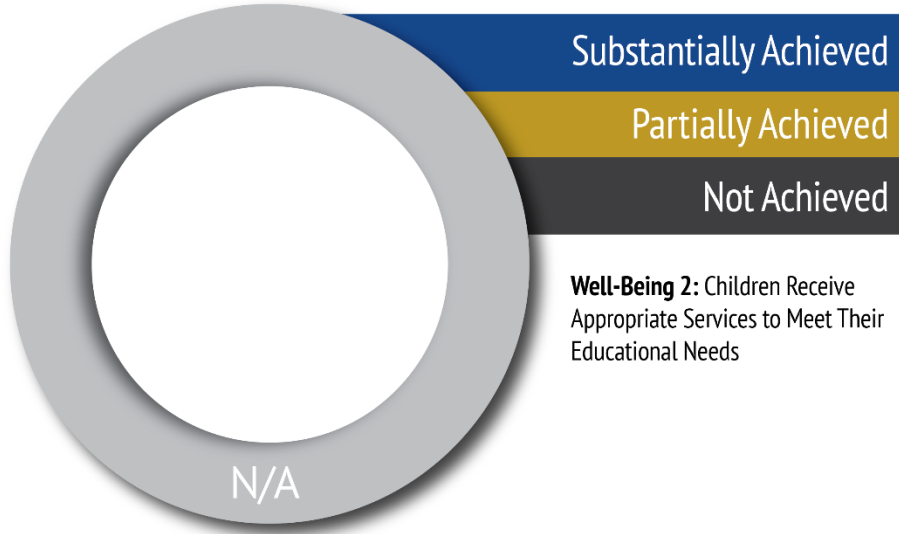 Substantially Achieved
Partially Achieved
Not Achieved
Well-Being 2: Children Receive
Appropriate Services to Meet Their
Educational Needs
N/A